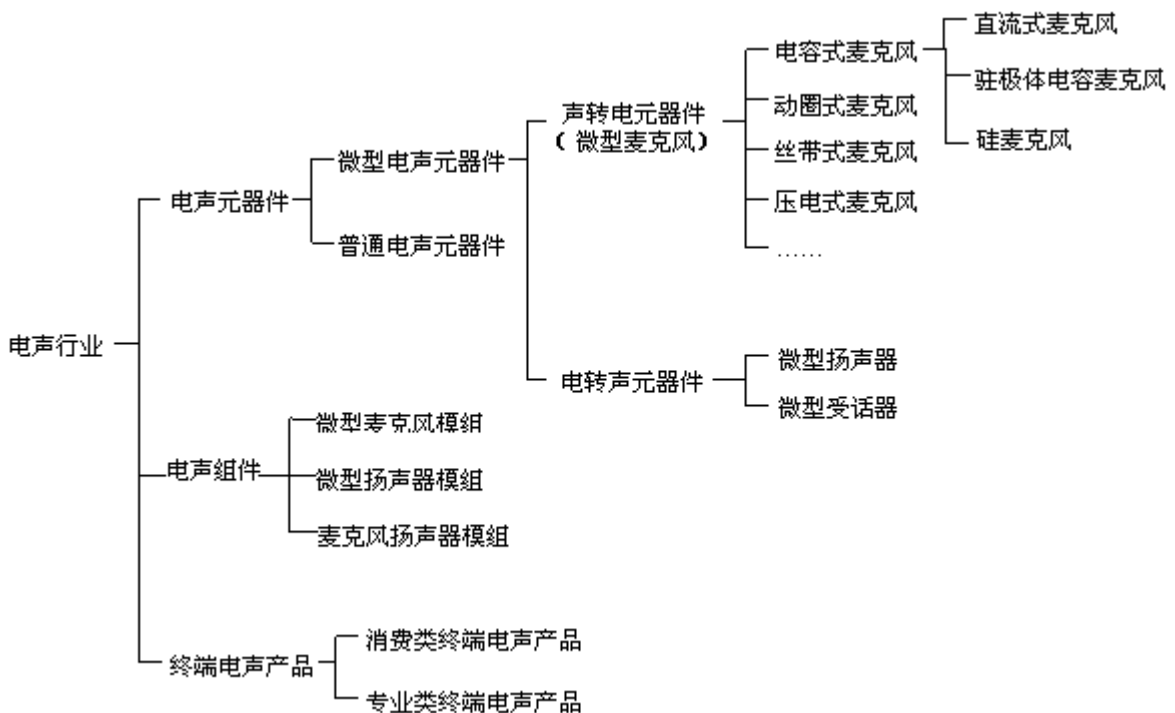 直流式麦克风
电容式麦克风
驻极体电容麦克风
动圈式麦克风
声转电元器件
（微型麦克风）
硅麦克风
丝带式麦克风
微型电声元器件
电声元器件
压电式麦克风
普通电声元器件
……
电声行业
微型扬声器
电转声元器件
微型受话器
微型麦克风模组
电声组件
微型扬声器模组
麦克风扬声器模组
消费类终端电声产品
终端电声产品
专业类终端电声产品